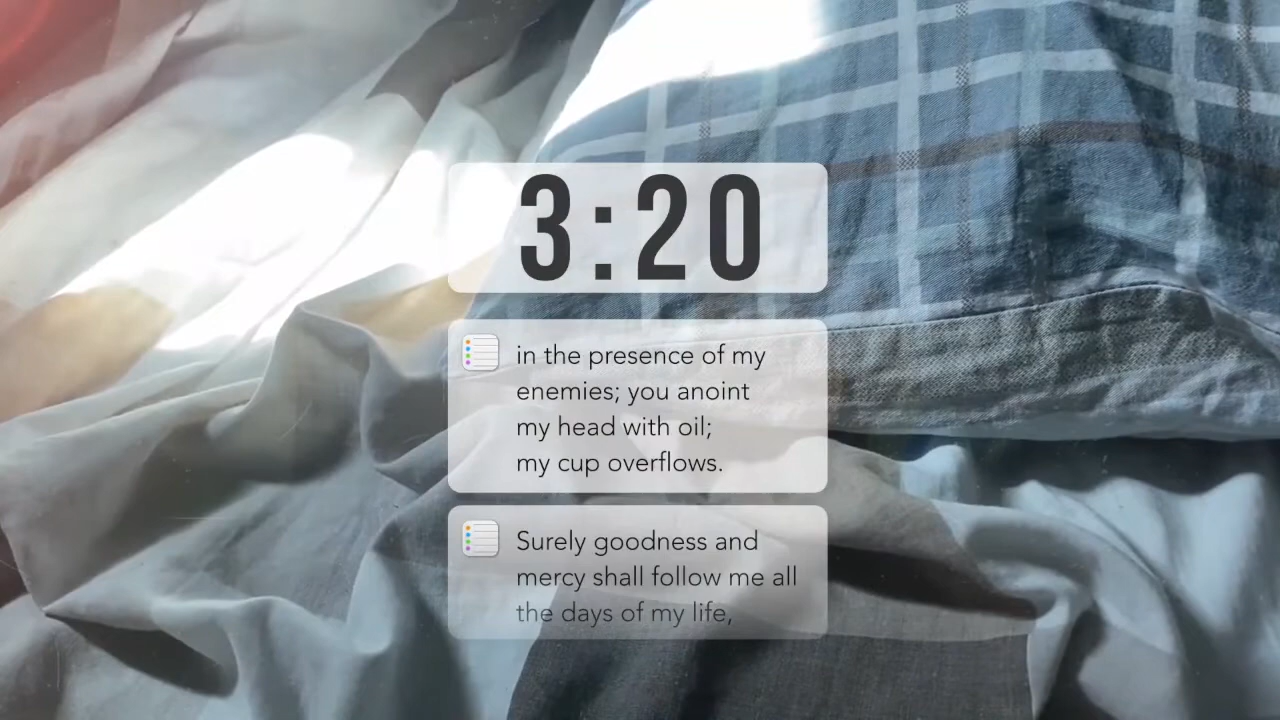 3:20
in the presence of my
enemies; you anoint
my head with oil;
my cup overflows.
Surely goodness and
mercy shall follow me all
the days of my life,